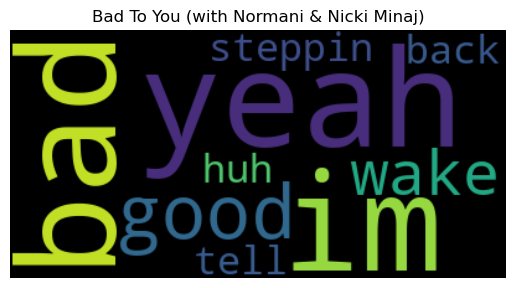 Bad To You (with Normani & Nicki Minaj)
steppin back
bad yeah
huh wake
good im
tell